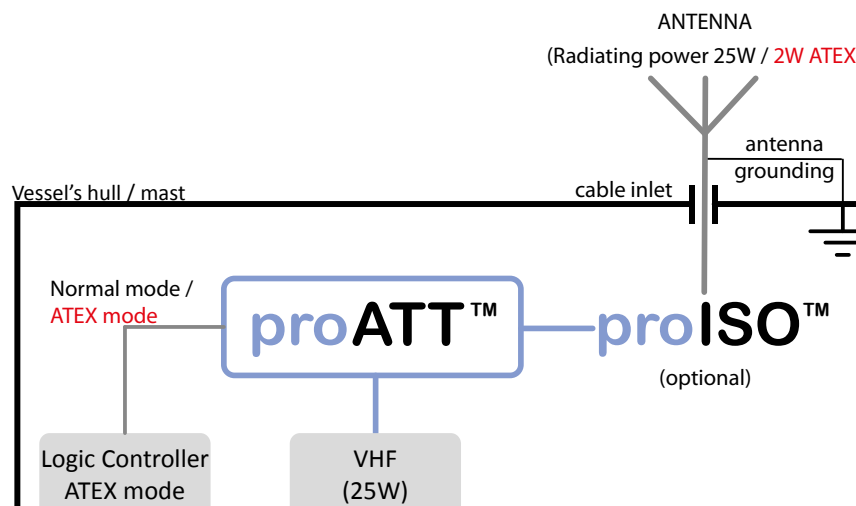 ANTENNA
(Radiating power 25W / 2W ATEX
antenna
grounding
cable inlet
Vessel's hull / mast
Normal mode /
ATEX mode
proATT™
proISO™
(optional)
Logic Controller
ATEX mode
VHF
(25W)